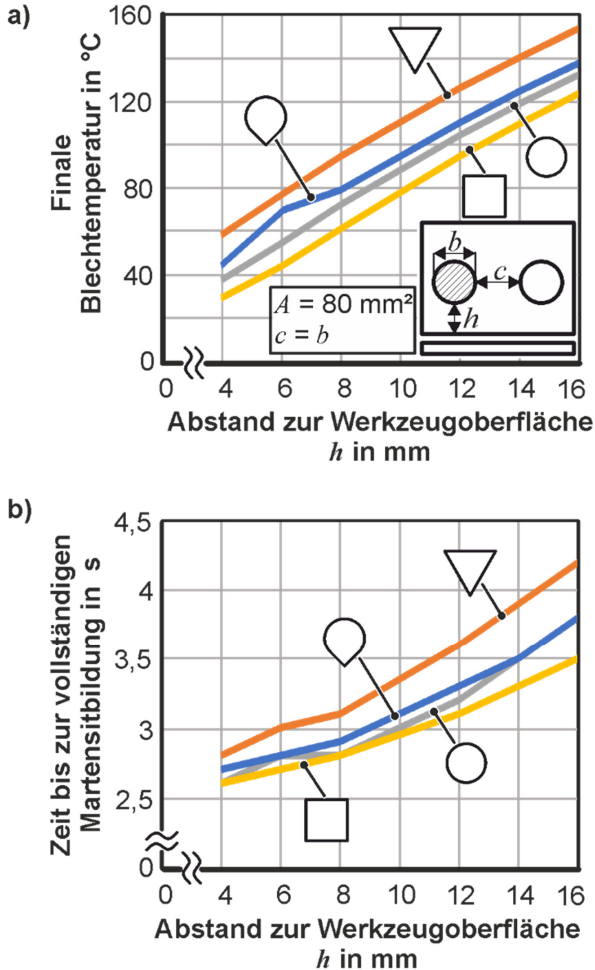 a)
Finale
Blechtemperatur in °C
160
120
80
40
0
A = 80 mm²
c = b
b
c
h
0
4
6
8
10
12
14
16
Abstand zur Werkzeugoberfläche
h in mm
b)
Zeit bis zur vollständigen
Martensitbildung in s
4,5
4
3,5
3
2,5
0
0
4
6
8
10
12
14
16
Abstand zur Werkzeugoberfläche
h in mm